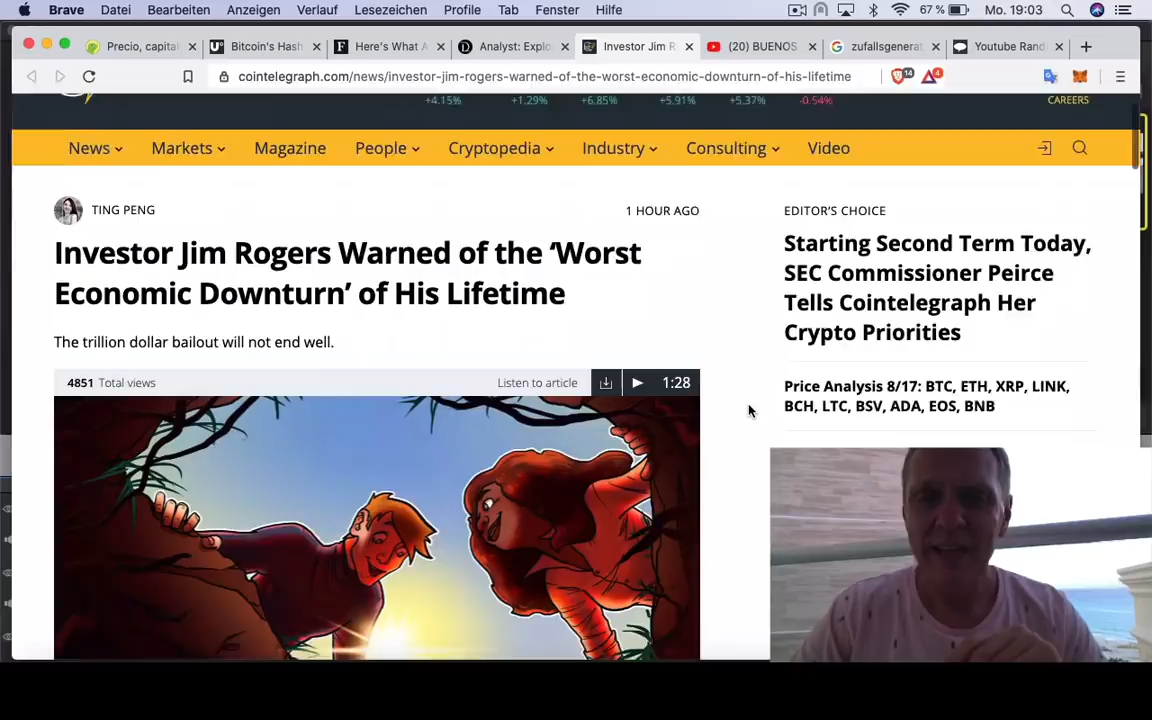 Brave Datei Bearbeiten Anzeigen Verlauf Lesezeichen Profile Tab Fenster Hilfe 67 % Mo. 19:03
Precio, capital
Bitcoin's Hash
Here's What A
Analyst: Explo
Investor Jim R
(20) BUENOS
zufallsgenerat
Youtube Rand
cointelegraph.com/news/investor-jim-rogers-warned-of-the-worst-economic-downturn-of-his-lifetime
14
4
+4.15% +1.29% +6.85% +5.91% +5.37% -0.54% CAREERS
News Markets Magazine People Cryptopedia Industry Consulting Video
TING PENG
1 HOUR AGO
Investor Jim Rogers Warned of the ‘Worst
Economic Downturn’ of His Lifetime
The trillion dollar bailout will not end well.
4851 Total views
Listen to article
1:28
EDITOR’S CHOICE
Starting Second Term Today,
SEC Commissioner Peirce
Tells Cointelegraph Her
Crypto Priorities
Price Analysis 8/17: BTC, ETH, XRP, LINK,
BCH, LTC, BSV, ADA, EOS, BNB